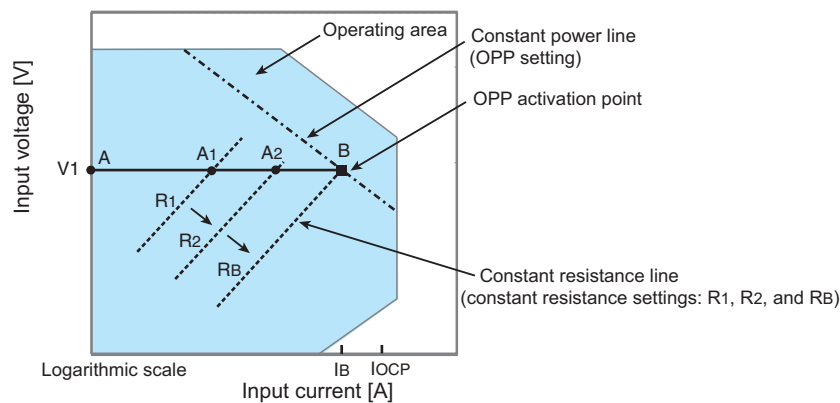 Operating area
Constant power line
(OPP setting)
OPP activation point
Input voltage [V]
V1
A
A1
A2
B
R1
R2
RB
Constant resistance line
(constant resistance settings: R1, R2, and RB)
Logarithmic scale
IB
IOCP
Input current [A]